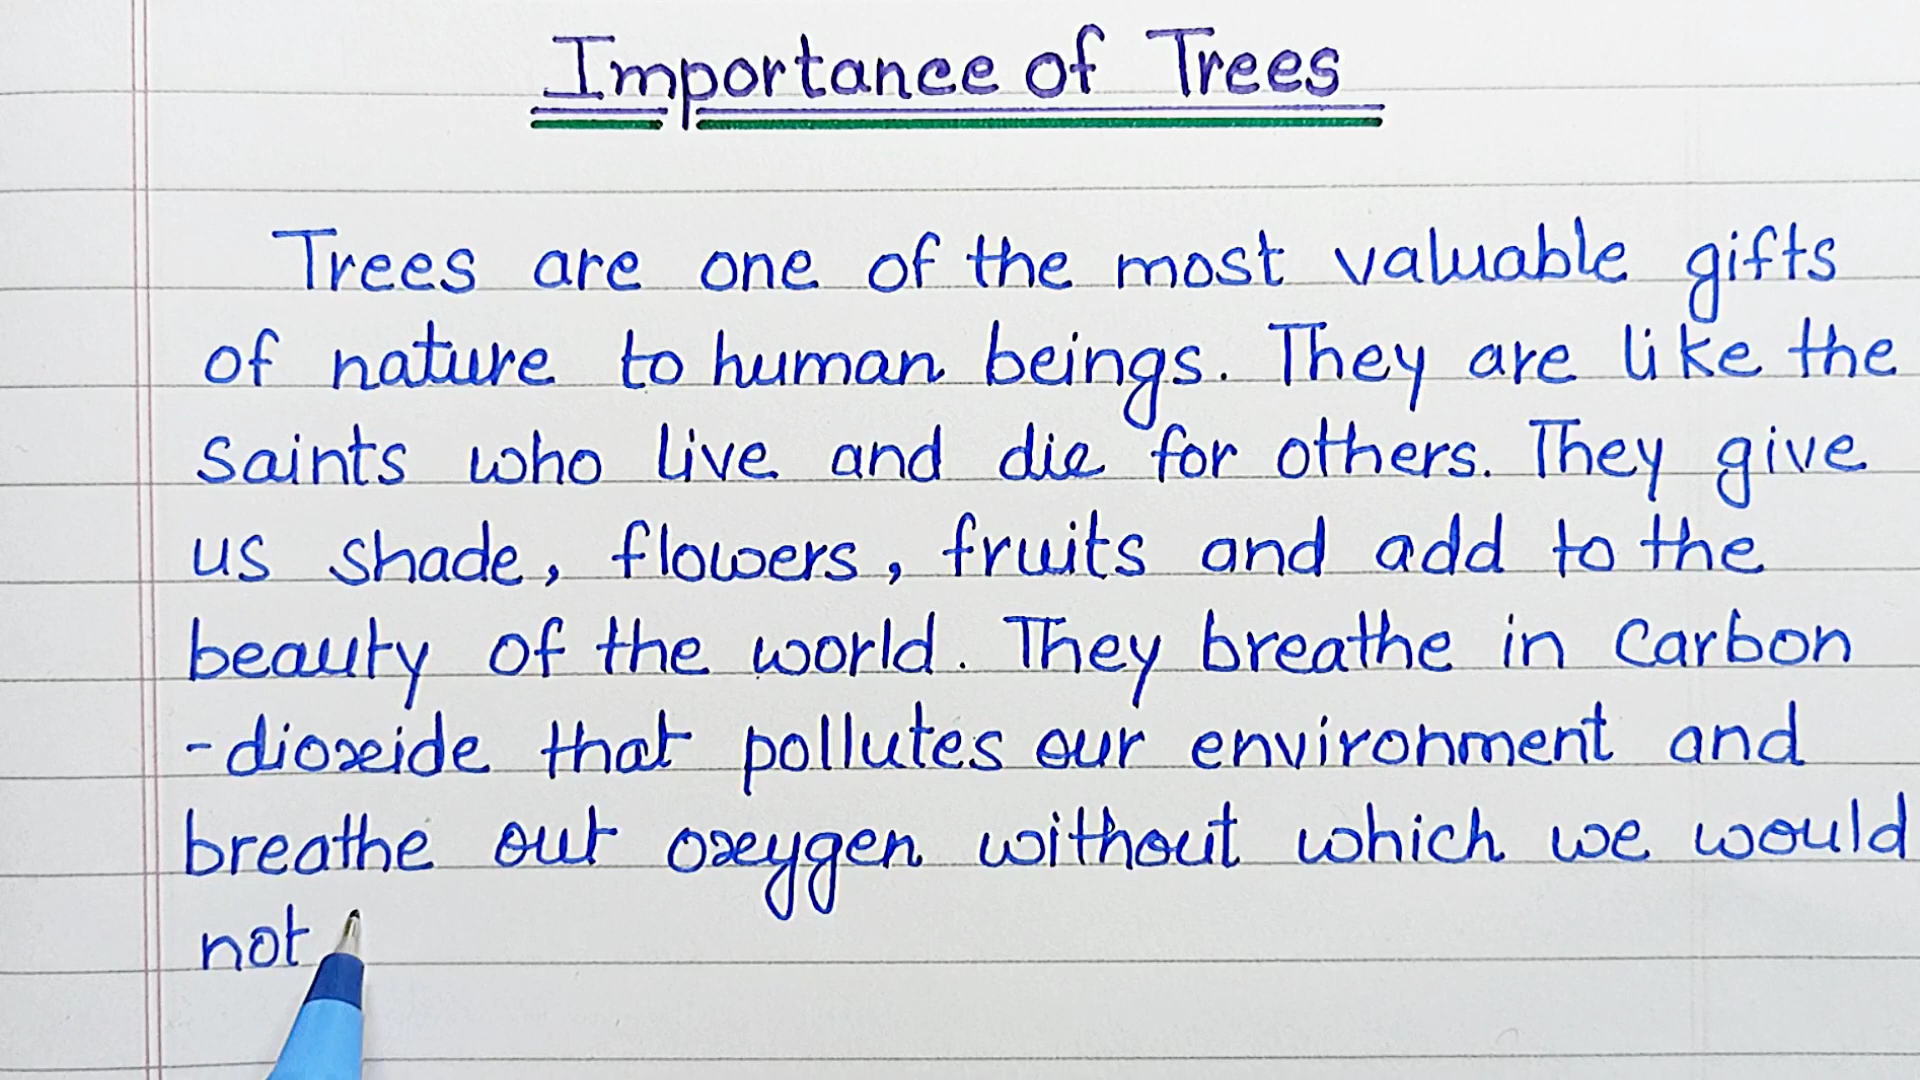 Importance of Trees
Trees are one of the most valuable gifts
of nature to human beings. They are like the
saints who live and die for others. They give
us shade, flowers, fruits and add to the
beauty of the world. They breathe in carbon
-dioxide that pollutes our environment and
breathe out oxygen without which we would
not